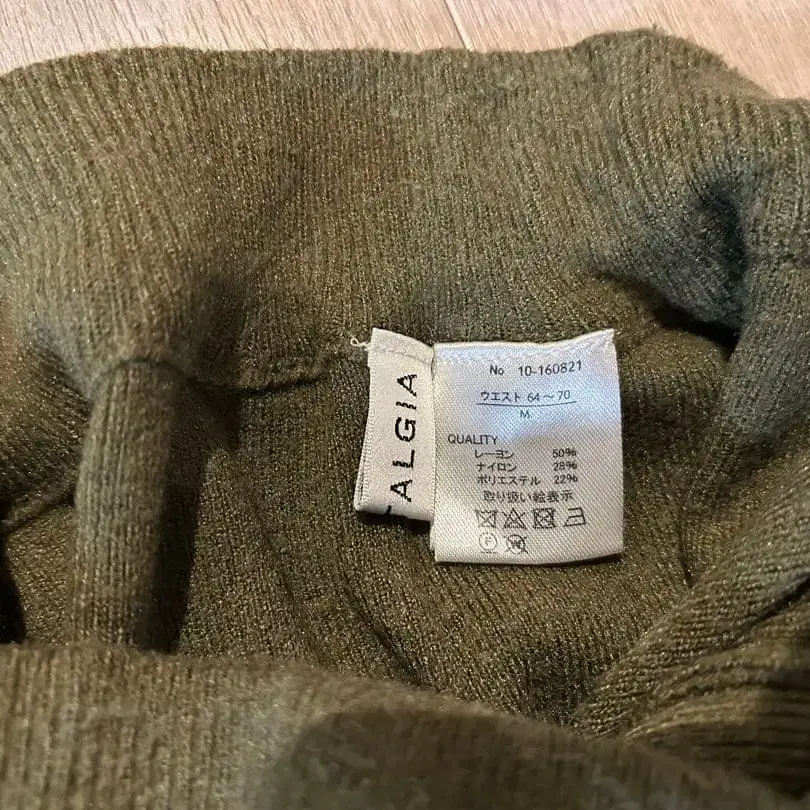 TALGIA
No 10-160821
ウエスト 64～70
M
QUALITY
レーヨン 50%
ナイロン 28%
ポリエステル 22%
取り扱い絵表示
P W